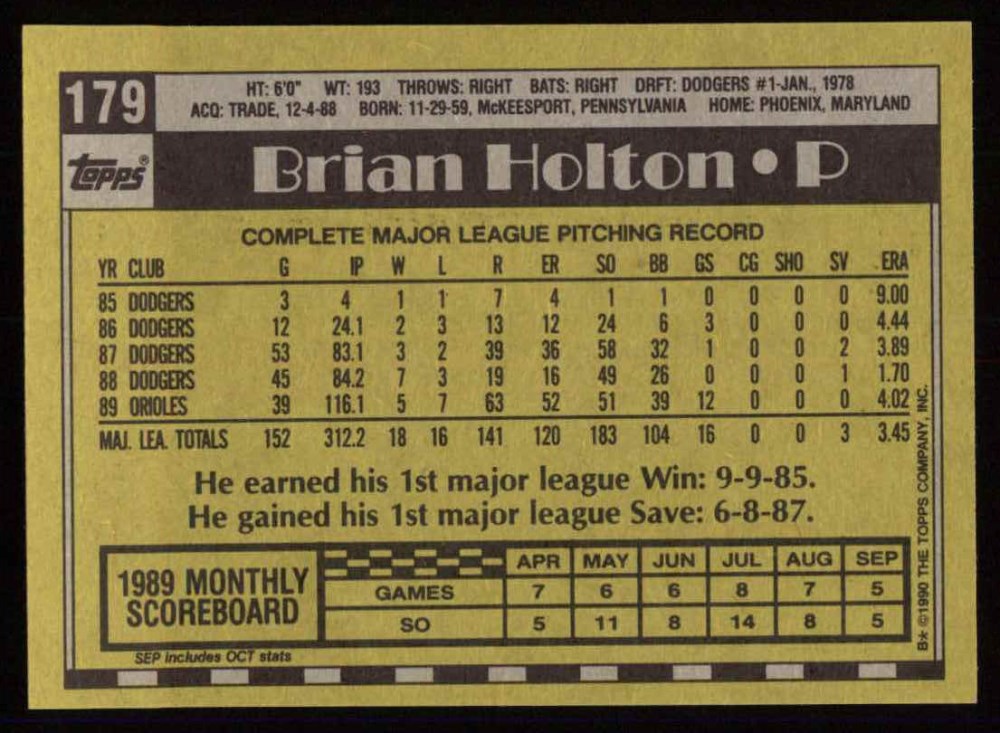 179
HT: 6'0" WT: 193 THROWS: RIGHT BATS: RIGHT DRFT: DODGERS #1-JAN., 1978
ACQ: TRADE, 12-4-88 BORN: 11-29-59, McKEESPORT, PENNSYLVANIA HOME: PHOENIX, MARYLAND
topps® Brian Holton • P
COMPLETE MAJOR LEAGUE PITCHING RECORD
YR CLUB G IP W L R ER SO BB GS CG SHO SV ERA
85 DODGERS 3 4 1 1 7 4 1 1 0 0 0 0 9.00
86 DODGERS 12 24.1 2 3 13 12 24 6 3 0 0 0 4.44
87 DODGERS 53 83.1 3 2 39 36 58 32 1 0 0 2 3.89
88 DODGERS 45 84.2 7 3 19 16 49 26 0 0 0 1 1.70
89 ORIOLES 39 116.1 5 7 63 52 51 39 12 0 0 0 4.02
MAJ. LEA. TOTALS 152 312.2 18 16 141 120 183 104 16 0 0 3 3.45
He earned his 1st major league Win: 9-9-85.
He gained his 1st major league Save: 6-8-87.
1989 MONTHLY
SCOREBOARD
APR MAY JUN JUL AUG SEP
GAMES 7 6 6 8 7 5
SO 5 11 8 14 8 5
SEP includes OCT stats
B* ©1990 THE TOPPS COMPANY, INC.